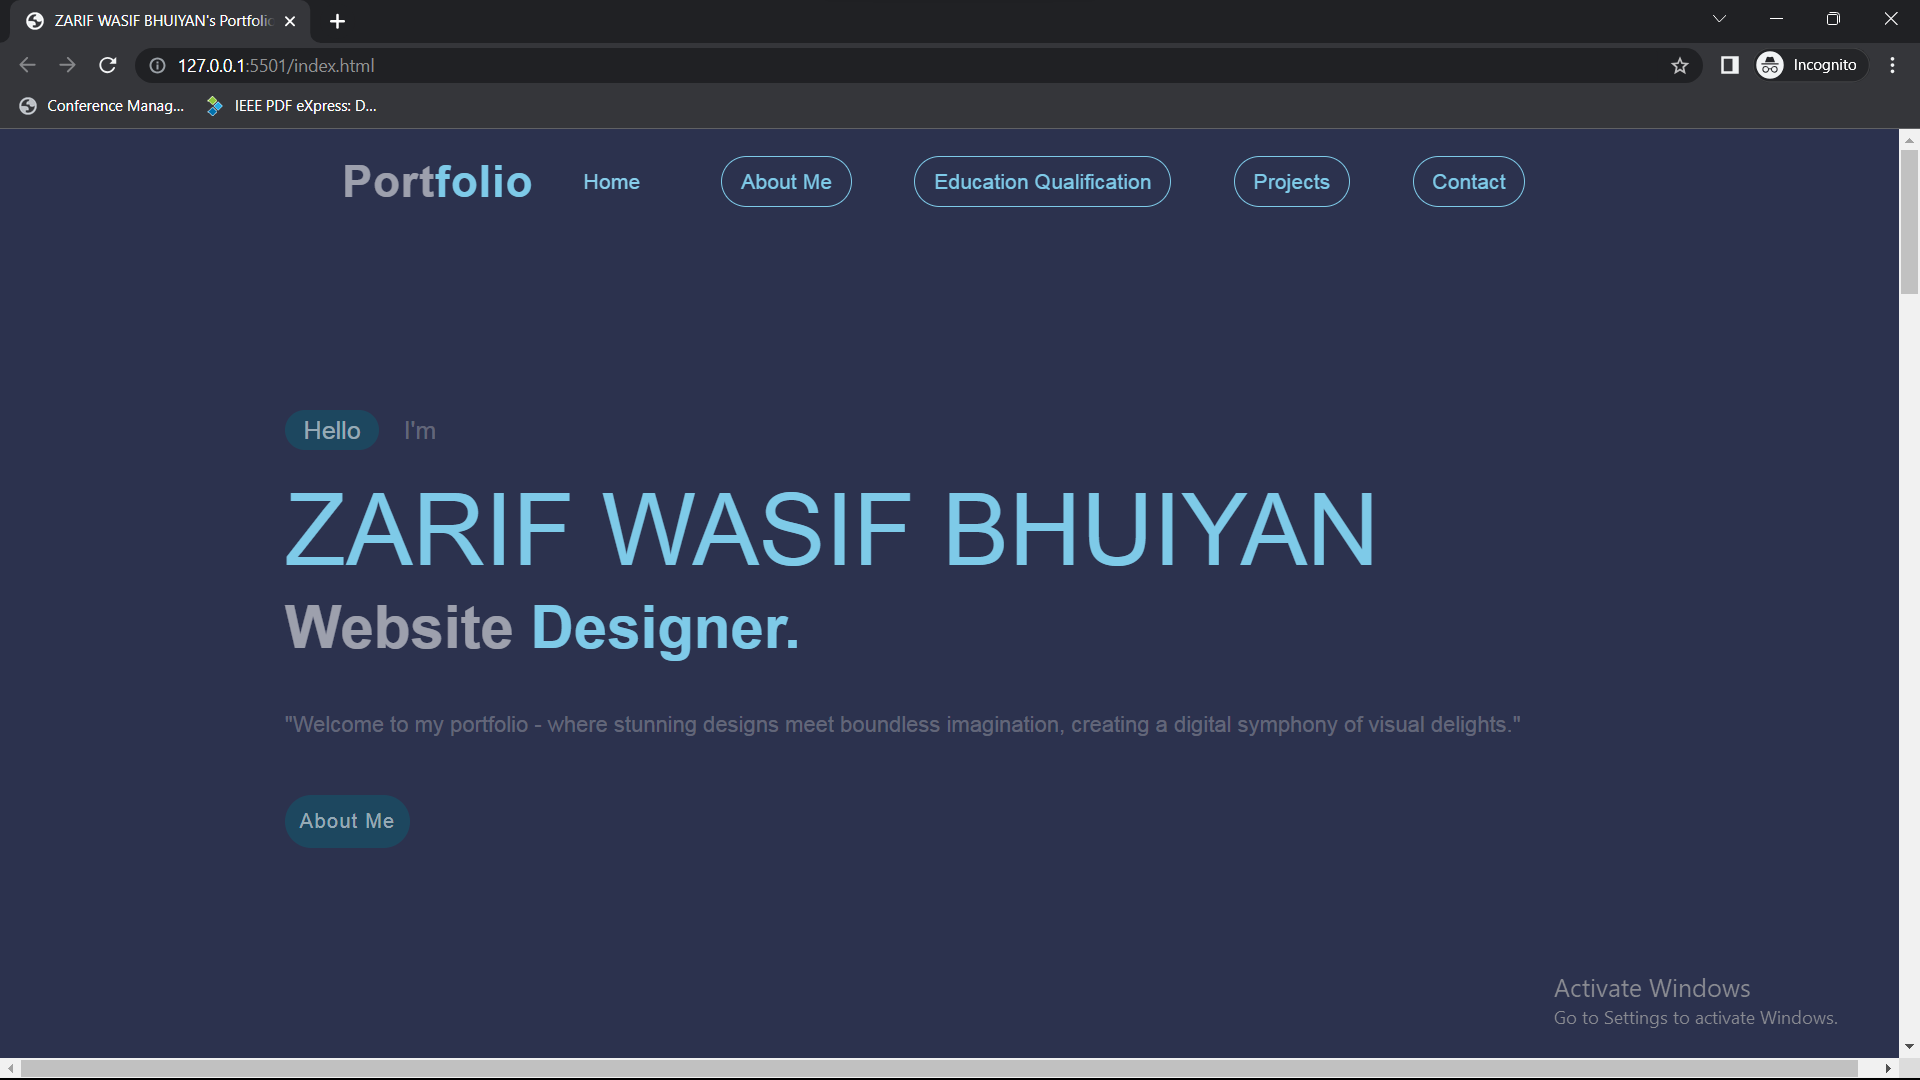 ZARIF WASIF BHUIYAN's Portfolio
127.0.0.1:5501/index.html
Incognito
Conference Manag... IEEE PDF eXpress: D...
Portfolio Home About Me Education Qualification Projects Contact
Hello I'm
ZARIF WASIF BHUIYAN
Website Designer.
"Welcome to my portfolio - where stunning designs meet boundless imagination, creating a digital symphony of visual delights."
About Me
Activate Windows
Go to Settings to activate Windows.